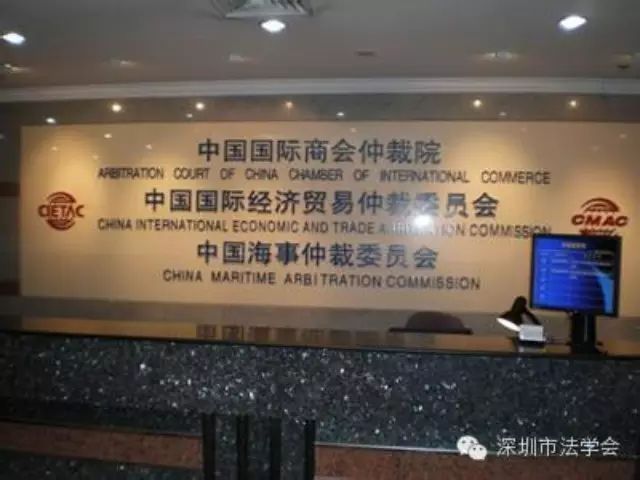 中国国际商会仲裁院
ARBITRATION COURT OF CHINA CHAMBER OF INTERNATIONAL COMMERCE
中国国际经济贸易仲裁委员会
CIETAC
CMAC
CHINA INTERNATIONAL ECONOMIC AND TRADE ARBITRATION COMMISSION
中国海事仲裁委员会
CHINA MARITIME ARBITRATION COMMISSION
深圳市法学会